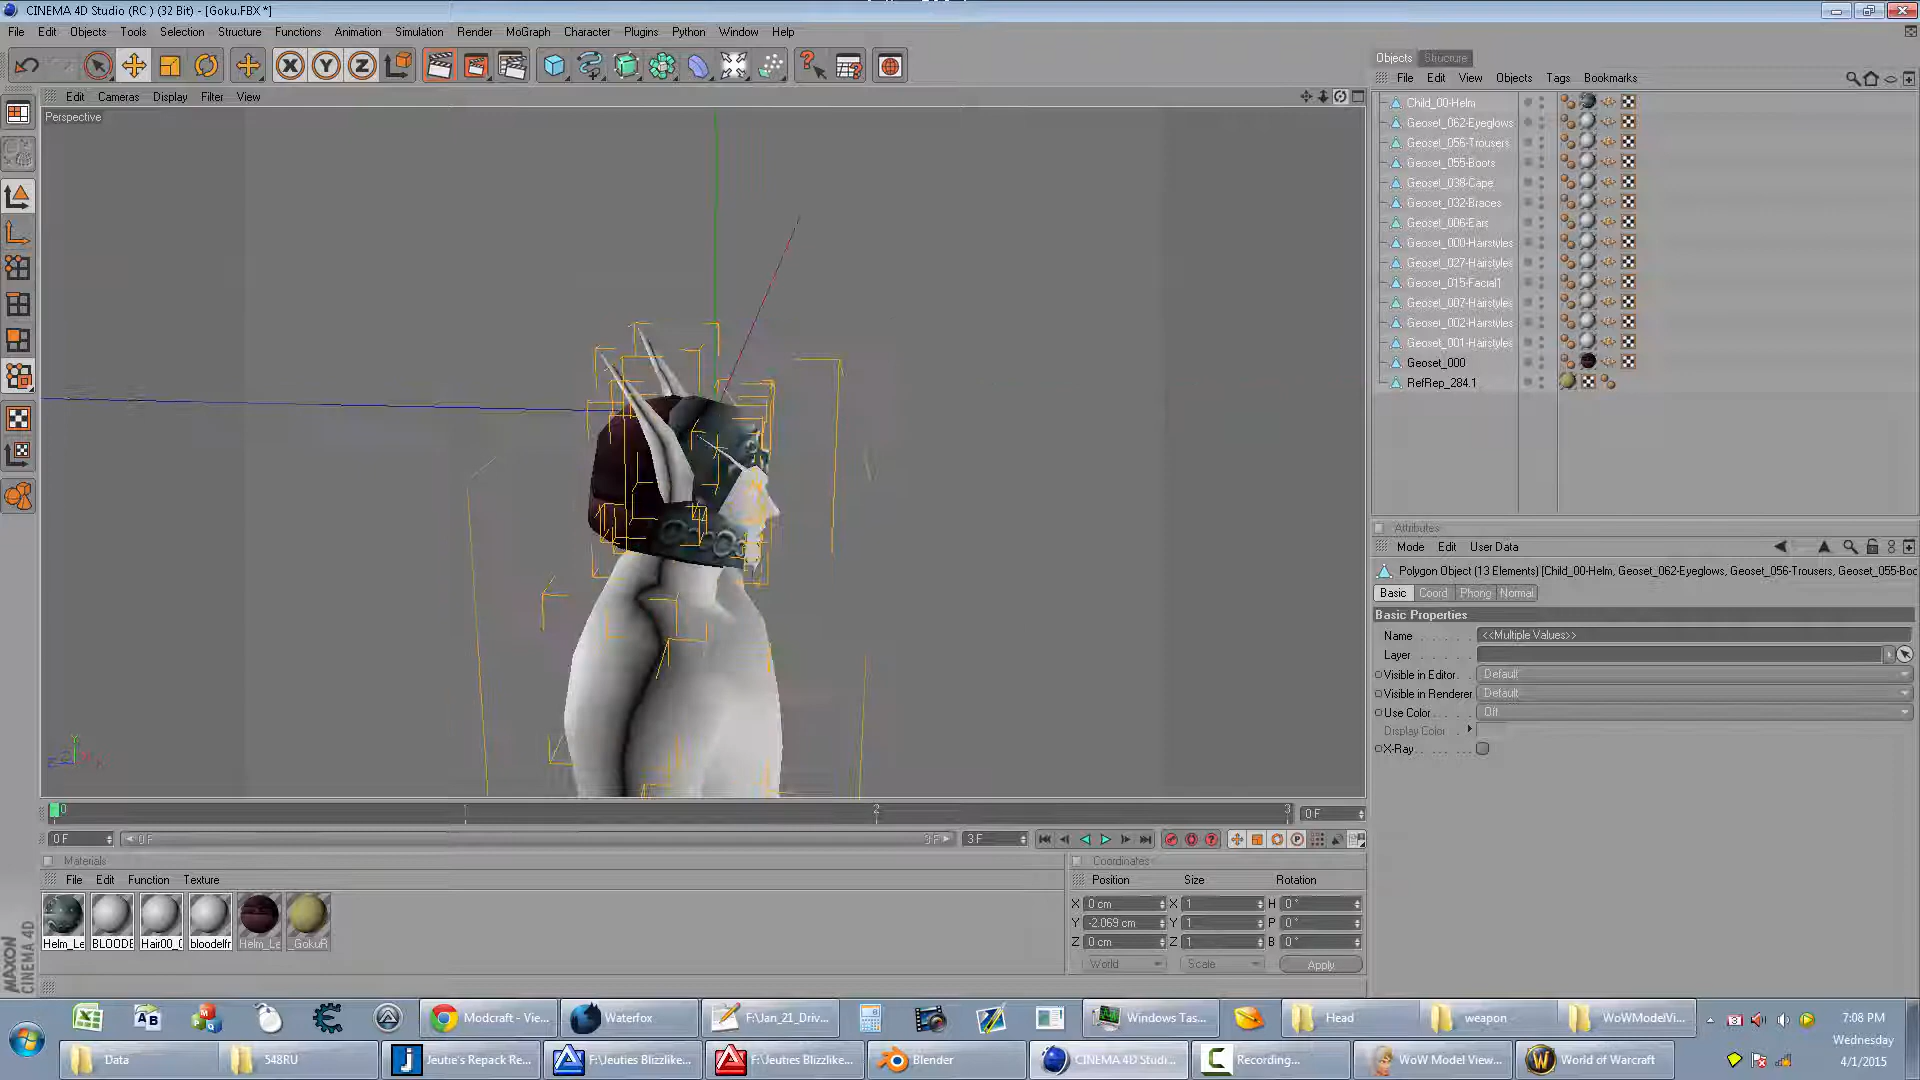 CINEMA 4D Studio (RC ) (32 Bit) - [Goku.FBX *]
File Edit Objects Tools Selection Structure Functions Animation Simulation Render MoGraph Character Plugins Python Window Help
Objects Structure
File Edit View Objects Tags Bookmarks
Edit Cameras Display Filter View
Perspective
Child_00-Helm
Geoset_062-Eyeglows
Geoset_056-Trousers
Geoset_055-Boots
Geoset_038-Cape
Geoset_032-Braces
Geoset_006-Ears
Geoset_000-Hairstyles
Geoset_027-Hairstyles
Geoset_015-Facial1
Geoset_007-Hairstyles
Geoset_002-Hairstyles
Geoset_001-Hairstyles
Geoset_000
RefRep_284.1
Attributes
Mode Edit User Data
Polygon Object (13 Elements) [Child_00-Helm, Geoset_062-Eyeglows, Geoset_056-Trousers, Geoset_055-Boo
Basic Coord Phong Normal
Basic Properties
Name <<Multiple Values>>
Layer
Visible in Editor Default
Visible in Renderer Default
Use Color Off
Display Color
X-Ray
0 1 2 3 0 F
0 F 0 F 3 F 3 F
Materials
File Edit Function Texture
Helm_Le BLOODE Hair00_0 bloodelfr Helm_Le _GokuR
Coordinates
Position Size Rotation
X 0 cm X 1 H 0 °
Y -2.069 cm Y 1 P 0 °
Z 0 cm Z 1 B 0 °
World Scale Apply
MAXON
CINEMA 4D
Modcraft - Vie... Waterfox F:\Jan_21_Driv... Windows Tas... Head weapon WoWModelVi...
7:08 PM
Wednesday
4/1/2015
Data 548RU Jeutie's Repack Re... F:\Jeuties Blizzlike... F:\Jeuties Blizzlike... Blender CINEMA 4D Studi... Recording... WoW Model View... World of Warcraft